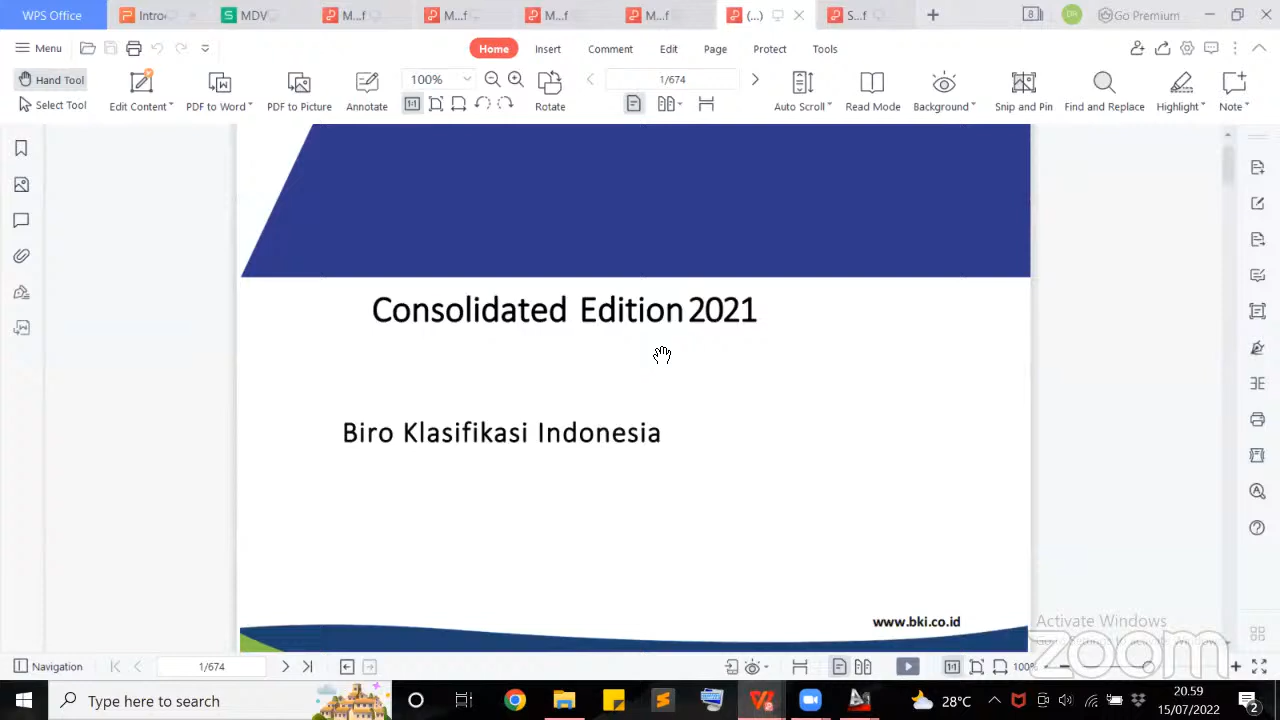 WPS Office Intro MDV M...f M...f M...f M...f (...) S...f Go Premium
Menu Home Insert Comment Edit Page Protect Tools
Hand Tool 100% 1/674
Select Tool Edit Content PDF to Word PDF to Picture Annotate Rotate Auto Scroll Read Mode Background Snip and Pin Find and Replace Highlight Note
Consolidated Edition 2021
Biro Klasifikasi Indonesia
www.bki.co.id
Activate Windows
zoom
Navigation 1/674 100%
Type here to search 28°C 20.59
15/07/2022